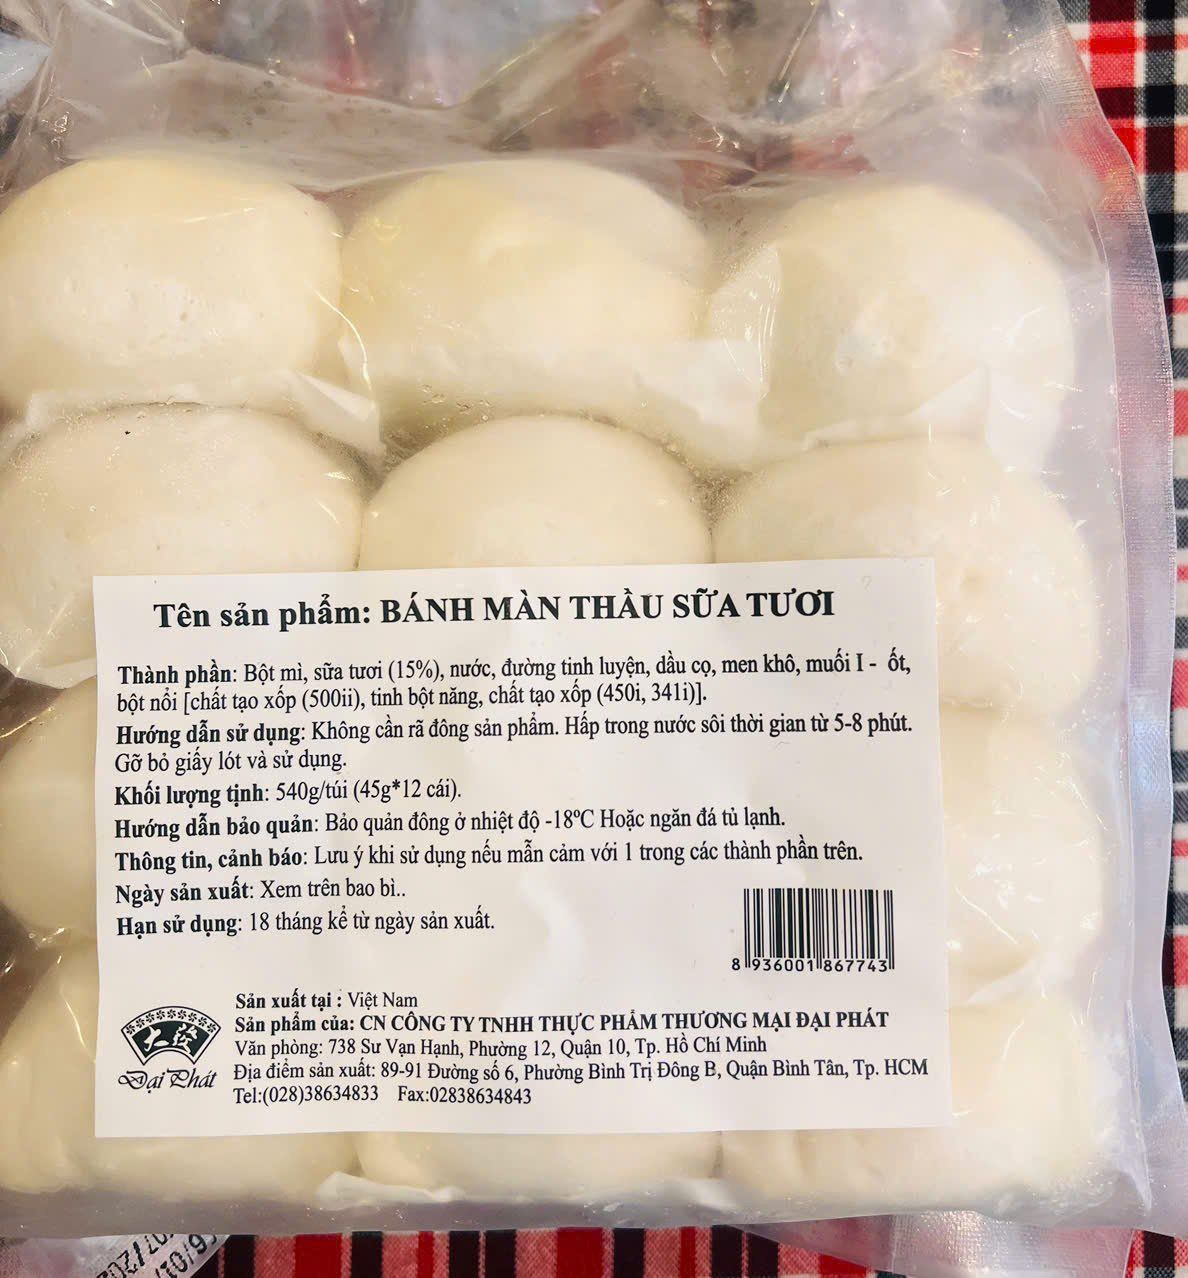 Tên sản phẩm: BÁNH MÀN THẦU SỮA TƯƠI
Thành phần: Bột mì, sữa tươi (15%), nước, đường tinh luyện, dầu cọ, men khô, muối I - ốt,
bột nổi [chất tạo xốp (500ii), tinh bột năng, chất tạo xốp (450i, 341i)].
Hướng dẫn sử dụng: Không cần rã đông sản phẩm. Hấp trong nước sôi thời gian từ 5-8 phút.
Gỡ bỏ giấy lót và sử dụng.
Khối lượng tịnh: 540g/túi (45g*12 cái).
Hướng dẫn bảo quản: Bảo quản đông ở nhiệt độ -18ºC Hoặc ngăn đá tủ lạnh.
Thông tin, cảnh báo: Lưu ý khi sử dụng nếu mẫn cảm với 1 trong các thành phần trên.
Ngày sản xuất: Xem trên bao bì..
Hạn sử dụng: 18 tháng kể từ ngày sản xuất.
8 936001 867743
Sản xuất tại : Việt Nam
Sản phẩm của: CN CÔNG TY TNHH THỰC PHẨM THƯƠNG MẠI ĐẠI PHÁT
Văn phòng: 738 Sư Vạn Hạnh, Phường 12, Quận 10, Tp. Hồ Chí Minh
Đại Phát
Địa điểm sản xuất: 89-91 Đường số 6, Phường Bình Trị Đông B, Quận Bình Tân, Tp. HCM
Tel:(028)38634833 Fax:02838634843